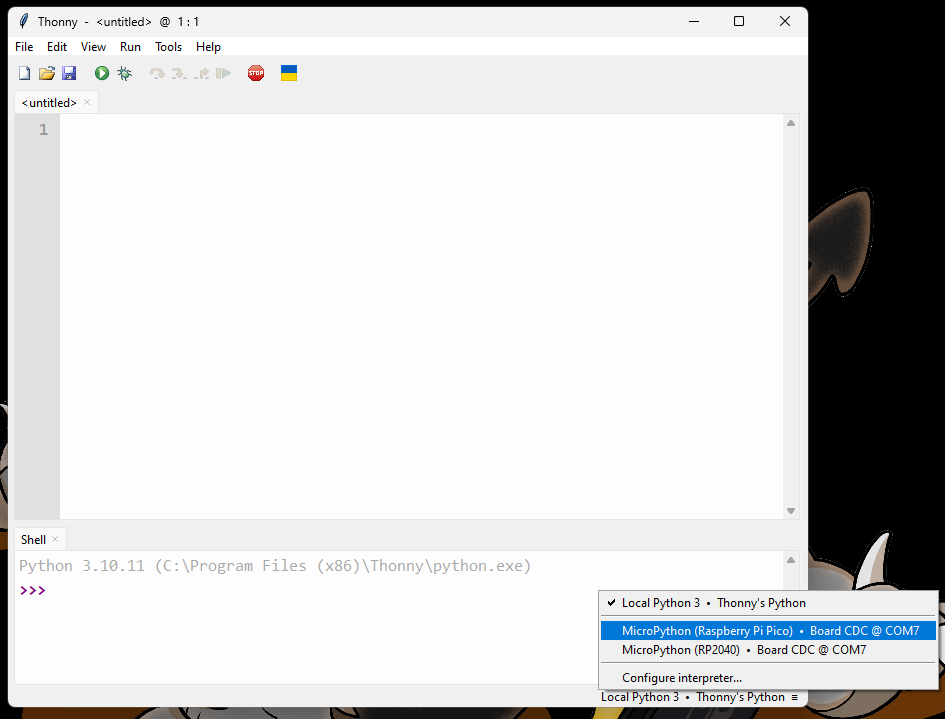 Thonny - <untitled> @ 1 : 1
File Edit View Run Tools Help
STOP
<untitled> ×
1
Shell ×
Python 3.10.11 (C:\Program Files (x86)\Thonny\python.exe)
>>>
✓ Local Python 3 • Thonny's Python
MicroPython (Raspberry Pi Pico) • Board CDC @ COM7
MicroPython (RP2040) • Board CDC @ COM7
Configure interpreter...
Local Python 3 • Thonny's Python ≡